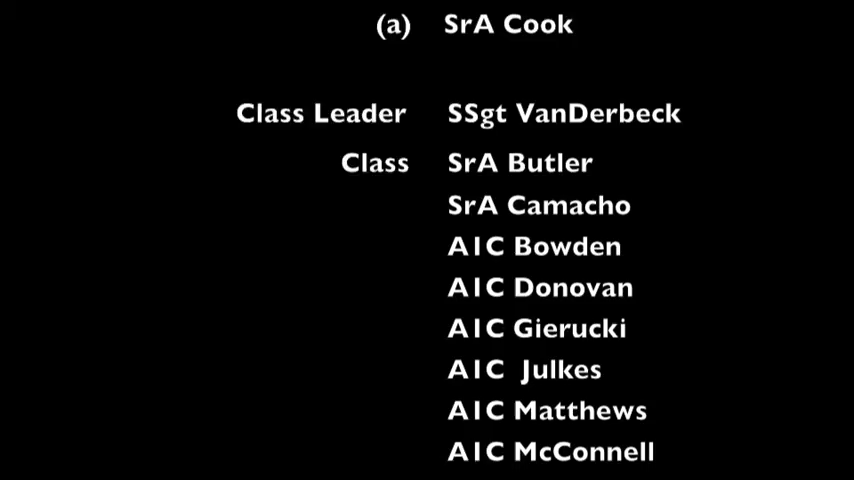 (a) SrA Cook
Class Leader SSgt VanDerbeck
Class SrA Butler
SrA Camacho
A1C Bowden
A1C Donovan
A1C Gierucki
A1C Julkes
A1C Matthews
A1C McConnell